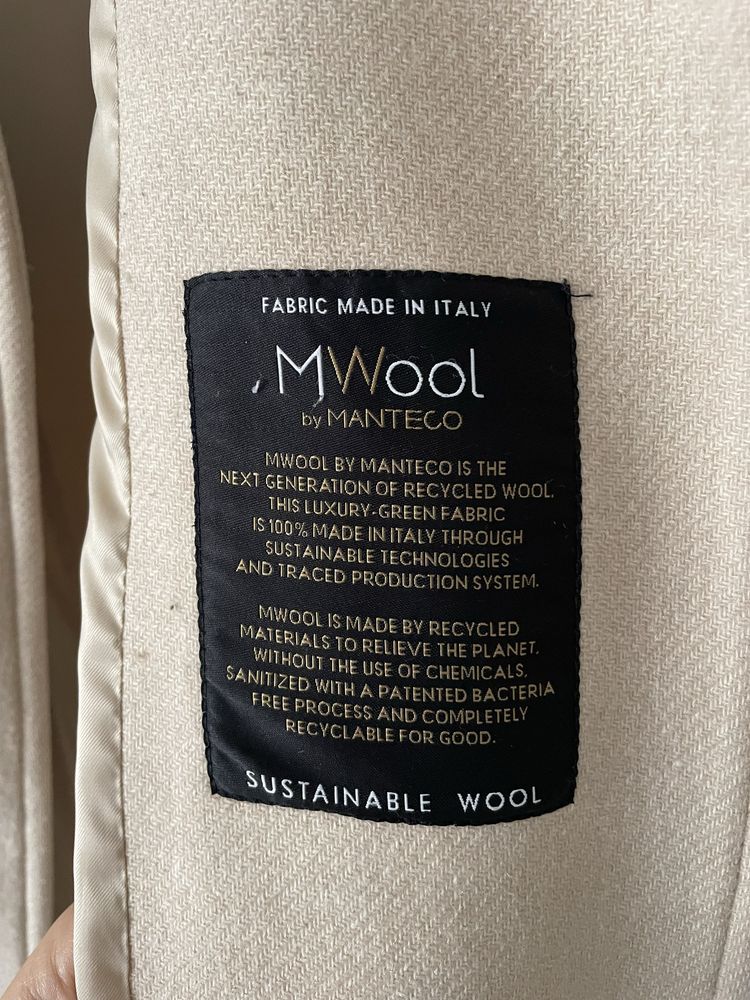 FABRIC MADE IN ITALY
MWool
by MANTECO
MWOOL BY MANTECO IS THE
NEXT GENERATION OF RECYCLED WOOL.
THIS LUXURY-GREEN FABRIC
IS 100% MADE IN ITALY THROUGH
SUSTAINABLE TECHNOLOGIES
AND TRACED PRODUCTION SYSTEM.
MWOOL IS MADE BY RECYCLED
MATERIALS TO RELIEVE THE PLANET.
WITHOUT THE USE OF CHEMICALS,
SANITIZED WITH A PATENTED BACTERIA
FREE PROCESS AND COMPLETELY
RECYCLABLE FOR GOOD.
SUSTAINABLE WOOL